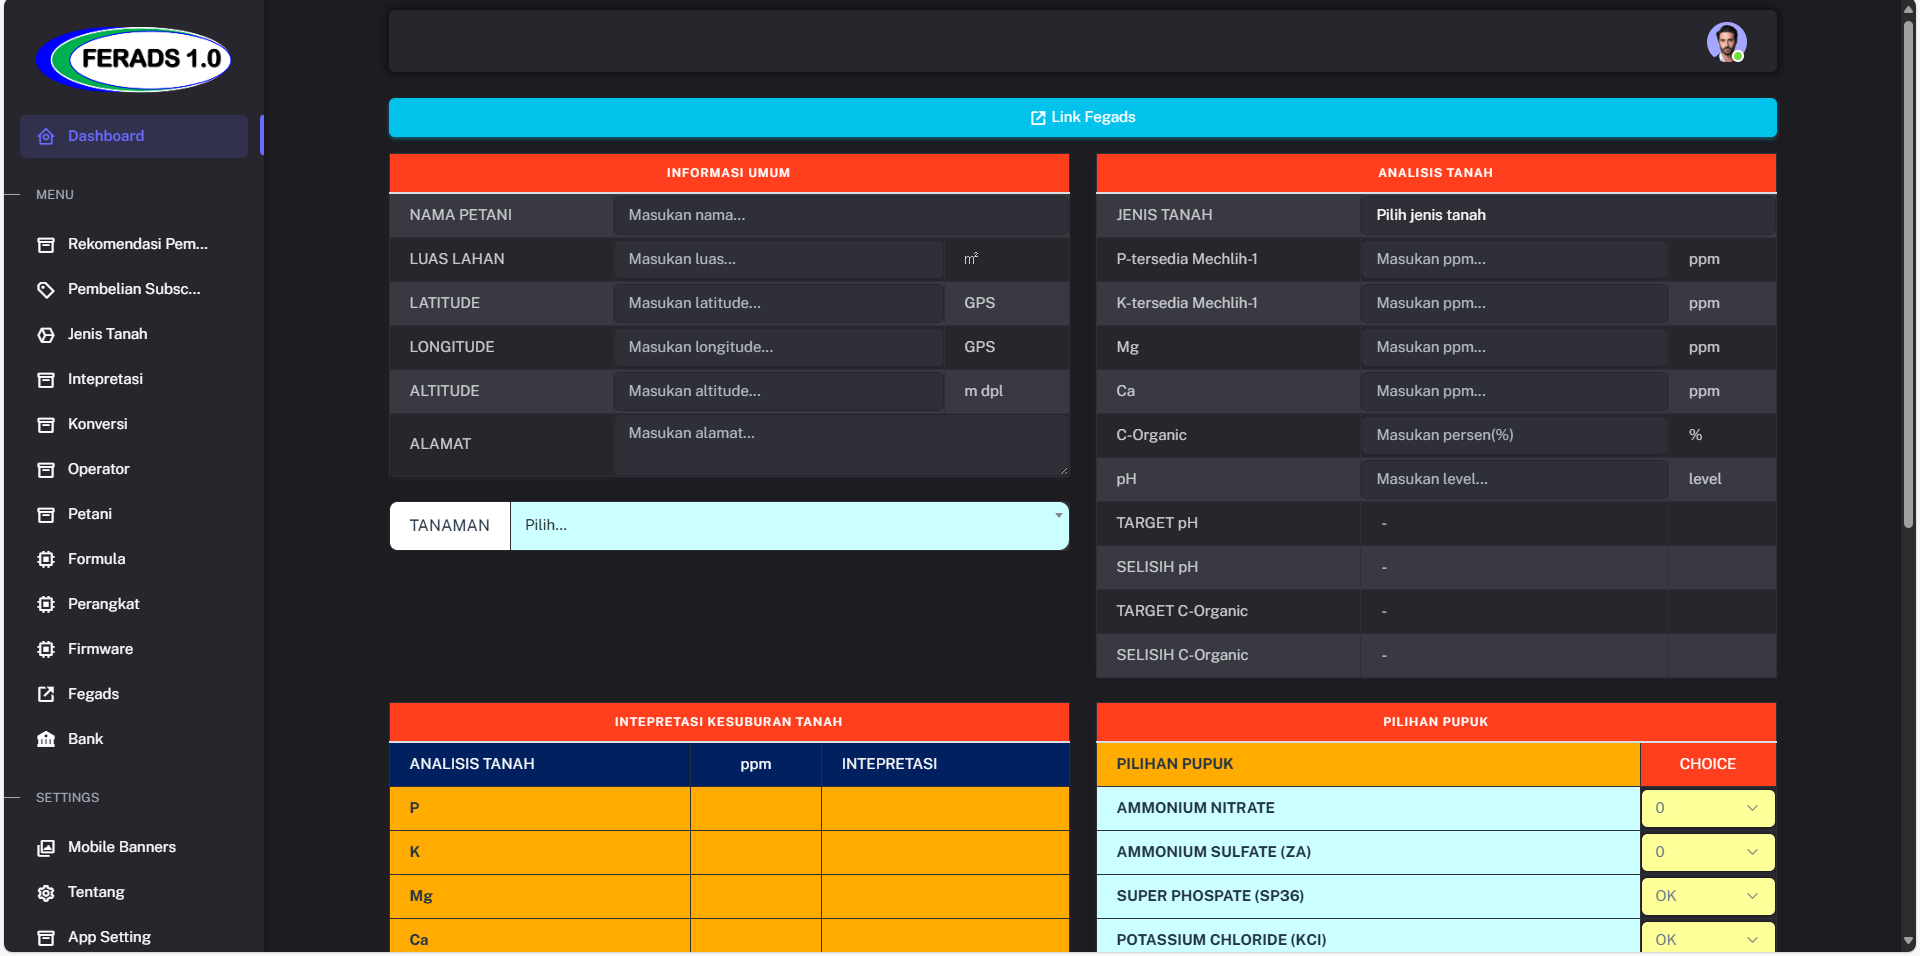 FERADS 1.0
Dashboard
MENU
Rekomendasi Pem...
Pembelian Subsc...
Jenis Tanah
Intepretasi
Konversi
Operator
Petani
Formula
Perangkat
Firmware
Fegads
Bank
SETTINGS
Mobile Banners
Tentang
App Setting
Link Fegads
INFORMASI UMUM
NAMA PETANI Masukan nama...
LUAS LAHAN Masukan luas... m²
LATITUDE Masukan latitude... GPS
LONGITUDE Masukan longitude... GPS
ALTITUDE Masukan altitude... m dpl
ALAMAT Masukan alamat...
TANAMAN Pilih...
ANALISIS TANAH
JENIS TANAH Pilih jenis tanah
P-tersedia Mechlih-1 Masukan ppm... ppm
K-tersedia Mechlih-1 Masukan ppm... ppm
Mg Masukan ppm... ppm
Ca Masukan ppm... ppm
C-Organic Masukan persen(%) %
pH Masukan level... level
TARGET pH -
SELISIH pH -
TARGET C-Organic -
SELISIH C-Organic -
INTEPRETASI KESUBURAN TANAH
ANALISIS TANAH ppm INTEPRETASI
P
K
Mg
Ca
PILIHAN PUPUK
PILIHAN PUPUK CHOICE
AMMONIUM NITRATE 0
AMMONIUM SULFATE (ZA) 0
SUPER PHOSPATE (SP36) OK
POTASSIUM CHLORIDE (KCl) OK